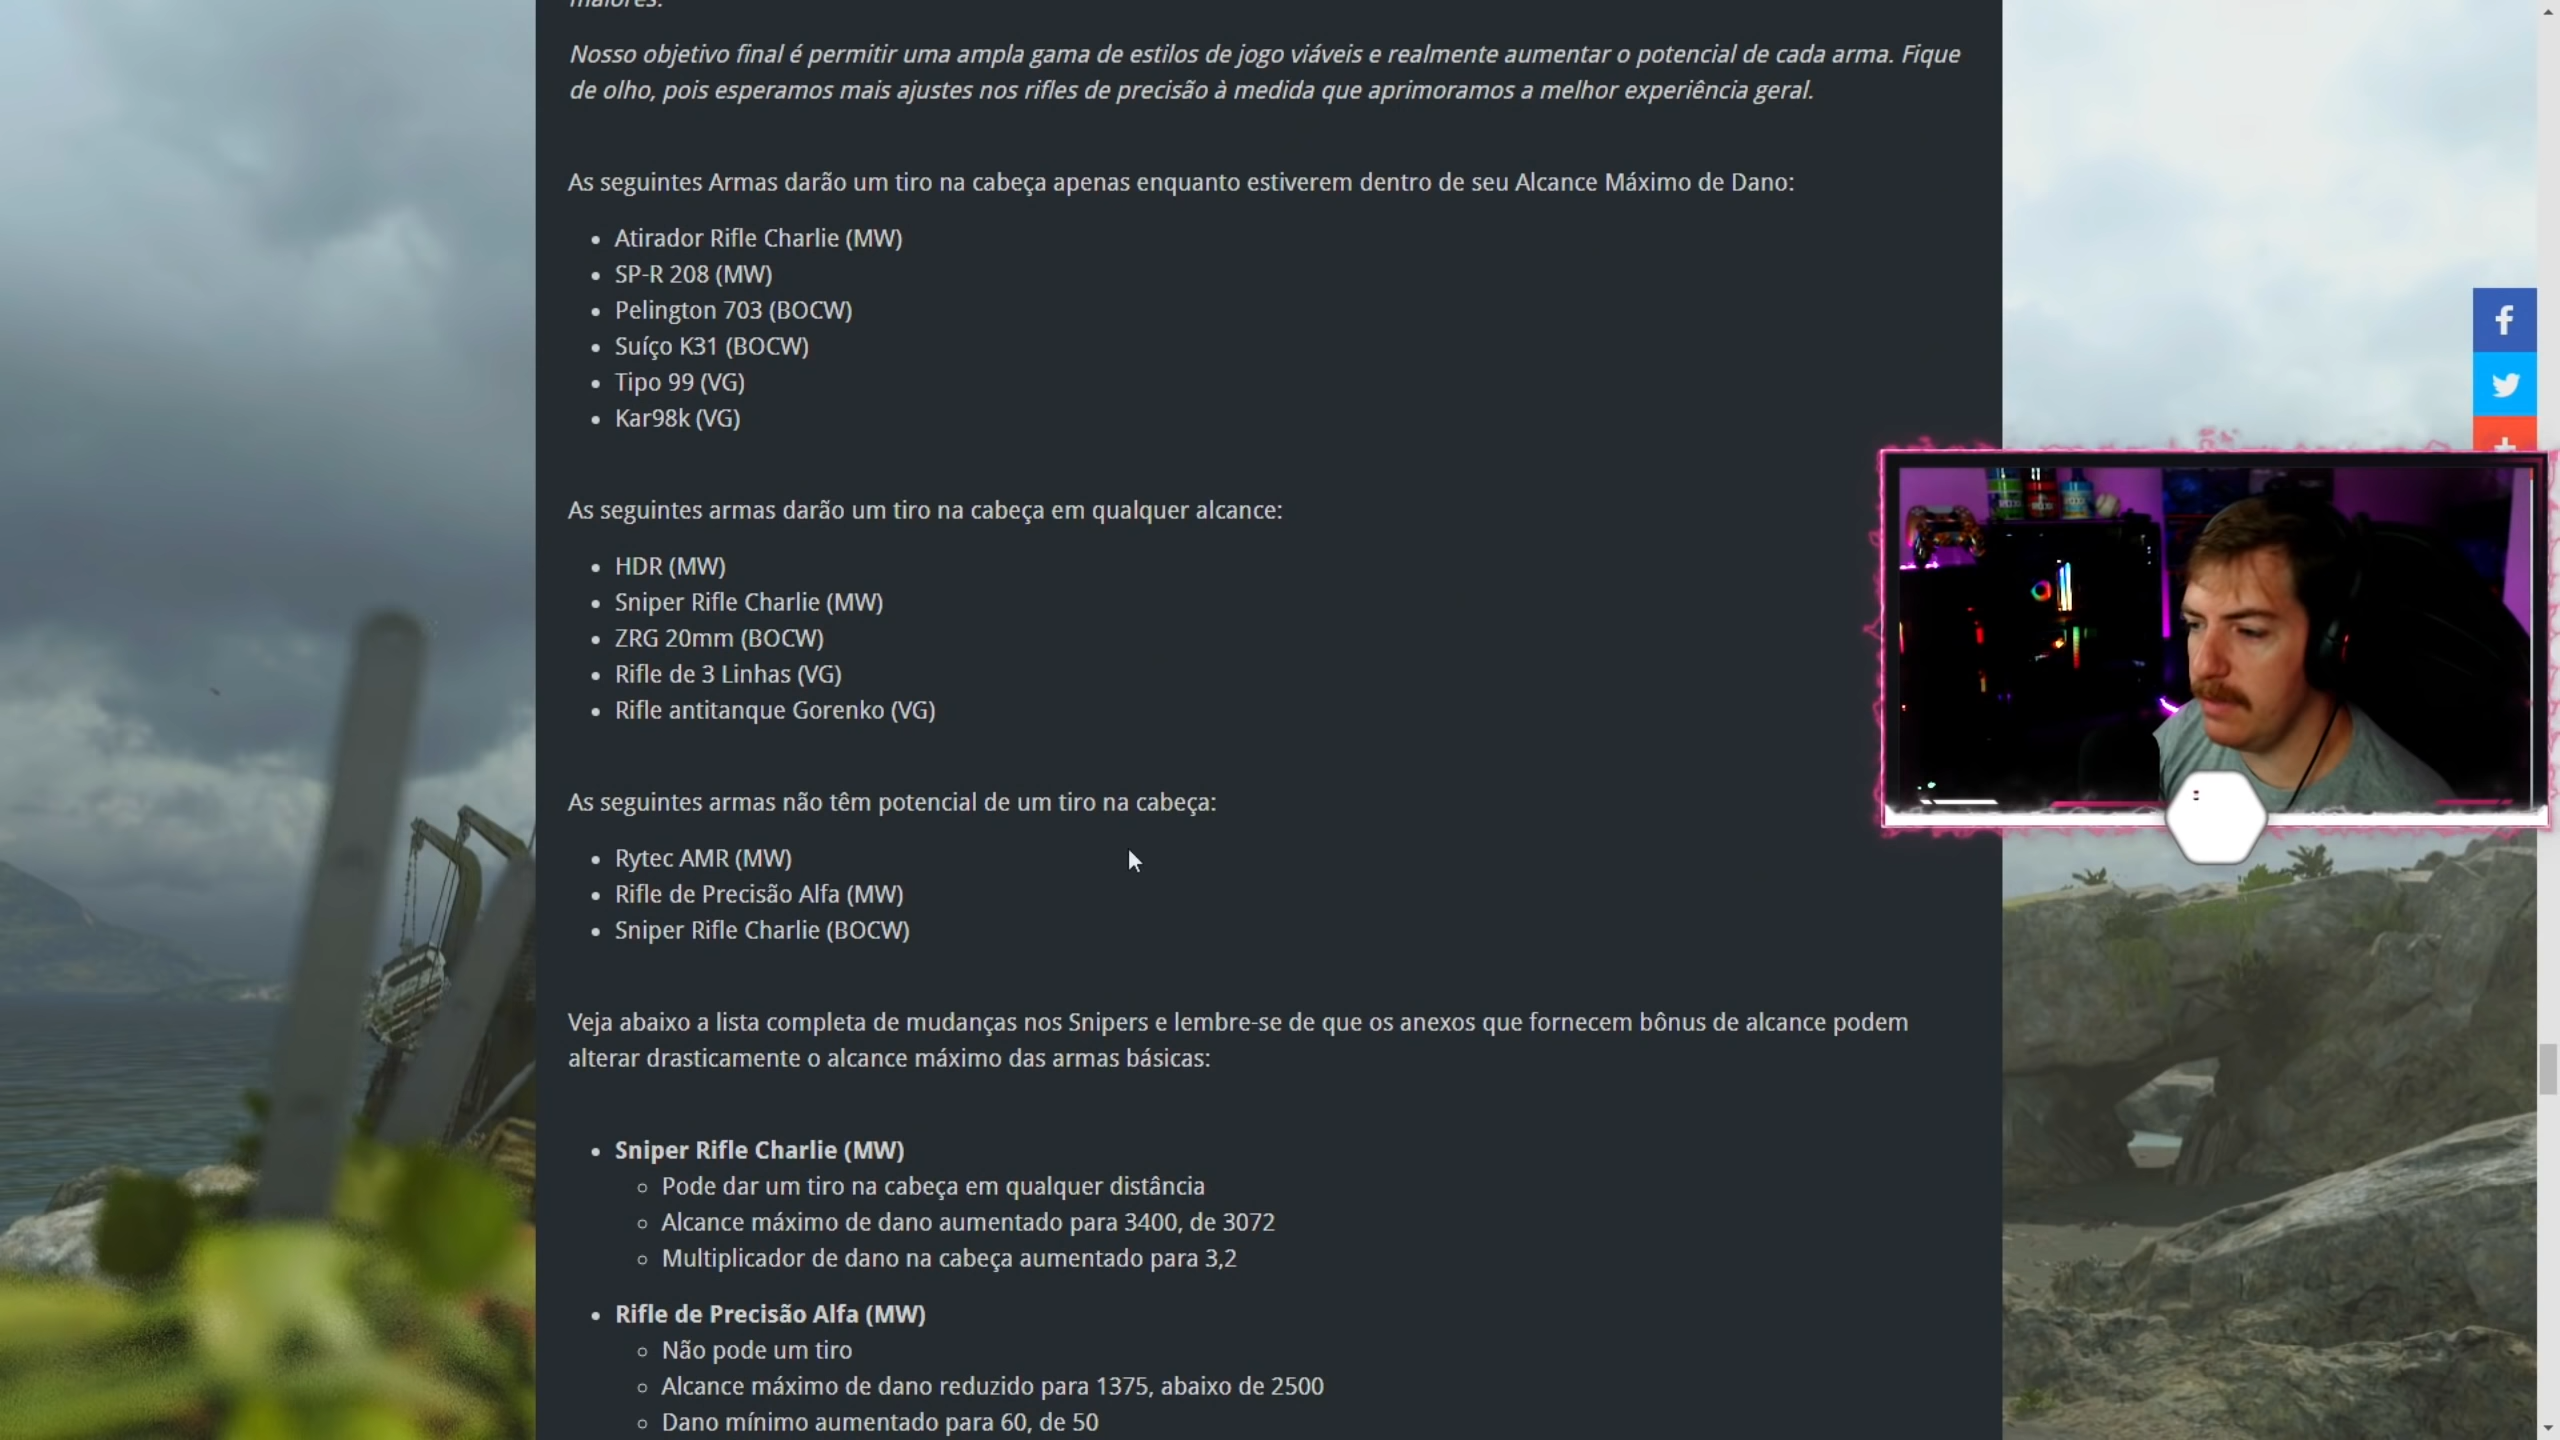 maiores.
Nosso objetivo final é permitir uma ampla gama de estilos de jogo viáveis e realmente aumentar o potencial de cada arma. Fique
de olho, pois esperamos mais ajustes nos rifles de precisão à medida que aprimoramos a melhor experiência geral.
As seguintes Armas darão um tiro na cabeça apenas enquanto estiverem dentro de seu Alcance Máximo de Dano:
Atirador Rifle Charlie (MW)
SP-R 208 (MW)
Pelington 703 (BOCW)
Suíço K31 (BOCW)
Tipo 99 (VG)
Kar98k (VG)
As seguintes armas darão um tiro na cabeça em qualquer alcance:
HDR (MW)
Sniper Rifle Charlie (MW)
ZRG 20mm (BOCW)
Rifle de 3 Linhas (VG)
Rifle antitanque Gorenko (VG)
As seguintes armas não têm potencial de um tiro na cabeça:
Rytec AMR (MW)
Rifle de Precisão Alfa (MW)
Sniper Rifle Charlie (BOCW)
Veja abaixo a lista completa de mudanças nos Snipers e lembre-se de que os anexos que fornecem bônus de alcance podem
alterar drasticamente o alcance máximo das armas básicas:
Sniper Rifle Charlie (MW)
Pode dar um tiro na cabeça em qualquer distância
Alcance máximo de dano aumentado para 3400, de 3072
Multiplicador de dano na cabeça aumentado para 3,2
Rifle de Precisão Alfa (MW)
Não pode um tiro
Alcance máximo de dano reduzido para 1375, abaixo de 2500
Dano mínimo aumentado para 60, de 50